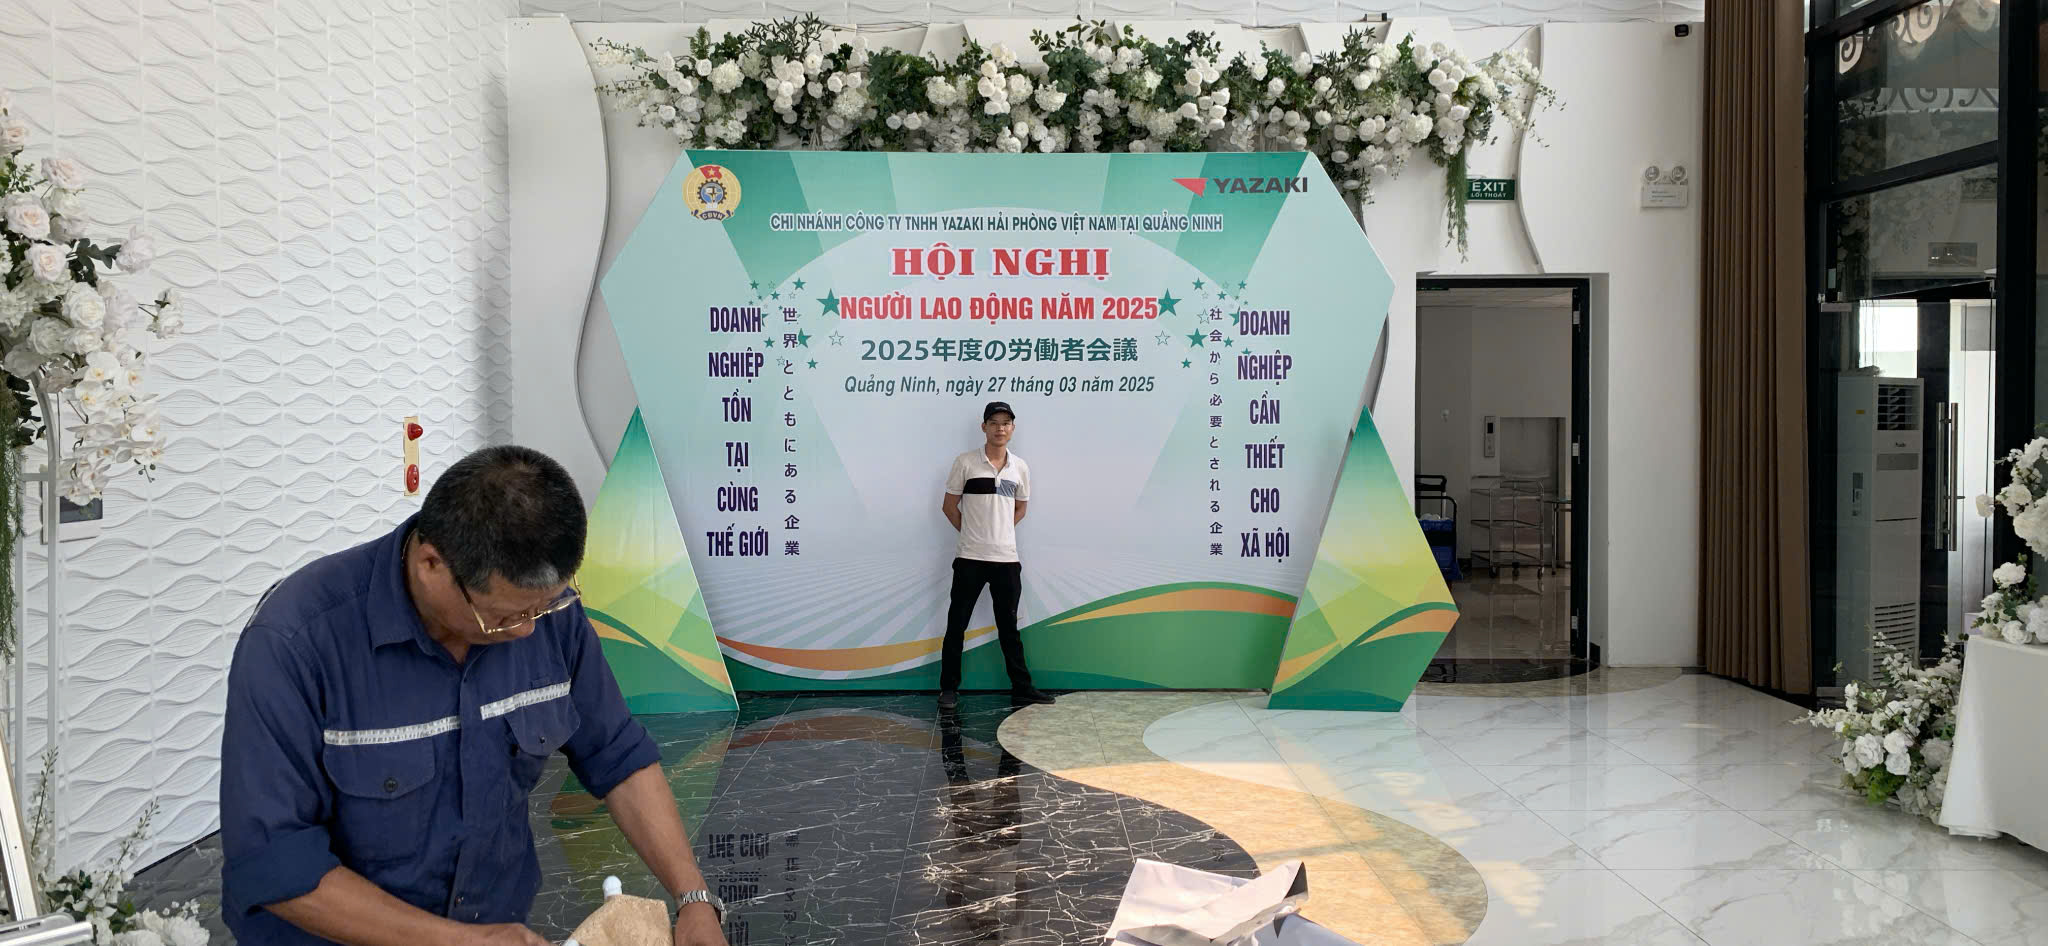 CĐVN
YAZAKI
CHI NHÁNH CÔNG TY TNHH YAZAKI HẢI PHÒNG VIỆT NAM TẠI QUẢNG NINH
HỘI NGHỊ
NGƯỜI LAO ĐỘNG NĂM 2025
2025年度の労働者会議
Quảng Ninh, ngày 27 tháng 03 năm 2025
DOANH
NGHIỆP
TỒN
TẠI
CÙNG
THẾ GIỚI
世界とともにある企業
社会から必要とされる企業
DOANH
NGHIỆP
CẦN
THIẾT
CHO
XÃ HỘI
EXIT
LỐI THOÁT